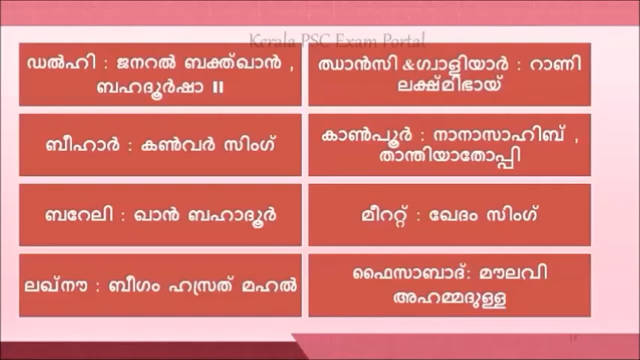 Kerala PSC Exam Portal
ഡൽഹി : ജനറൽ ബക്ത്ഖാൻ ,
ബഹദൂർഷാ II
ഝാൻസി &ഗ്വാളിയാർ : റാണി
ലക്ഷ്മിഭായ്
ബീഹാർ : കൺവർ സിംഗ്
കാൺപൂർ : നാനാസാഹിബ് ,
താന്തിയാതോപ്പി
ബറേലി : ഖാൻ ബഹാദൂർ
മീററ്റ് : ഖേദം സിംഗ്
ലഖ്നൗ : ബീഗം ഹസ്രത് മഹൽ
ഫൈസാബാദ്: മൗലവി
അഹമ്മദുള്ള